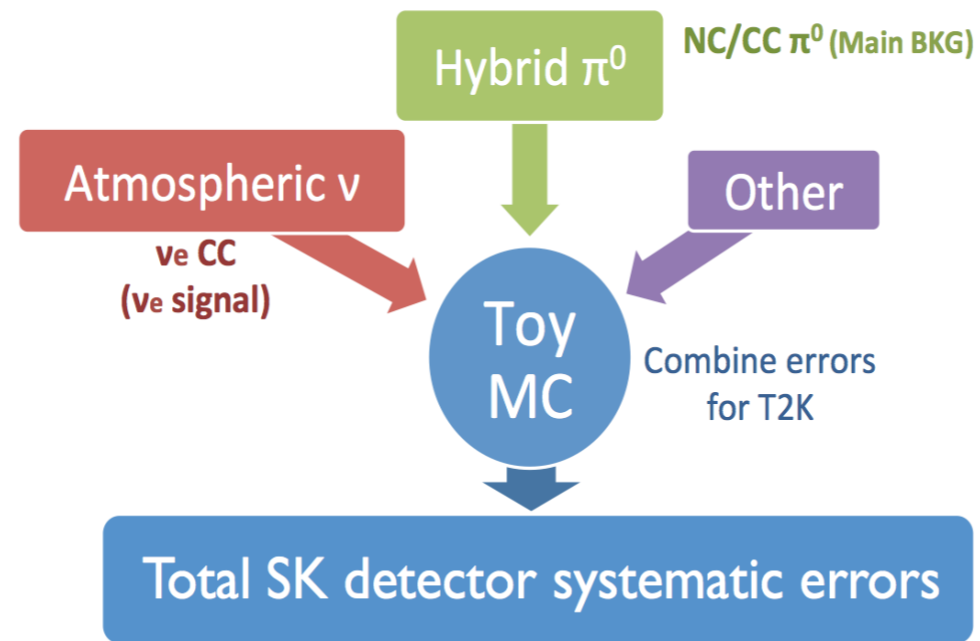 Hybrid π⁰
NC/CC π⁰ (Main BKG)
Atmospheric ν
νe CC
(νe signal)
Other
Toy
MC
Combine errors
for T2K
Total SK detector systematic errors